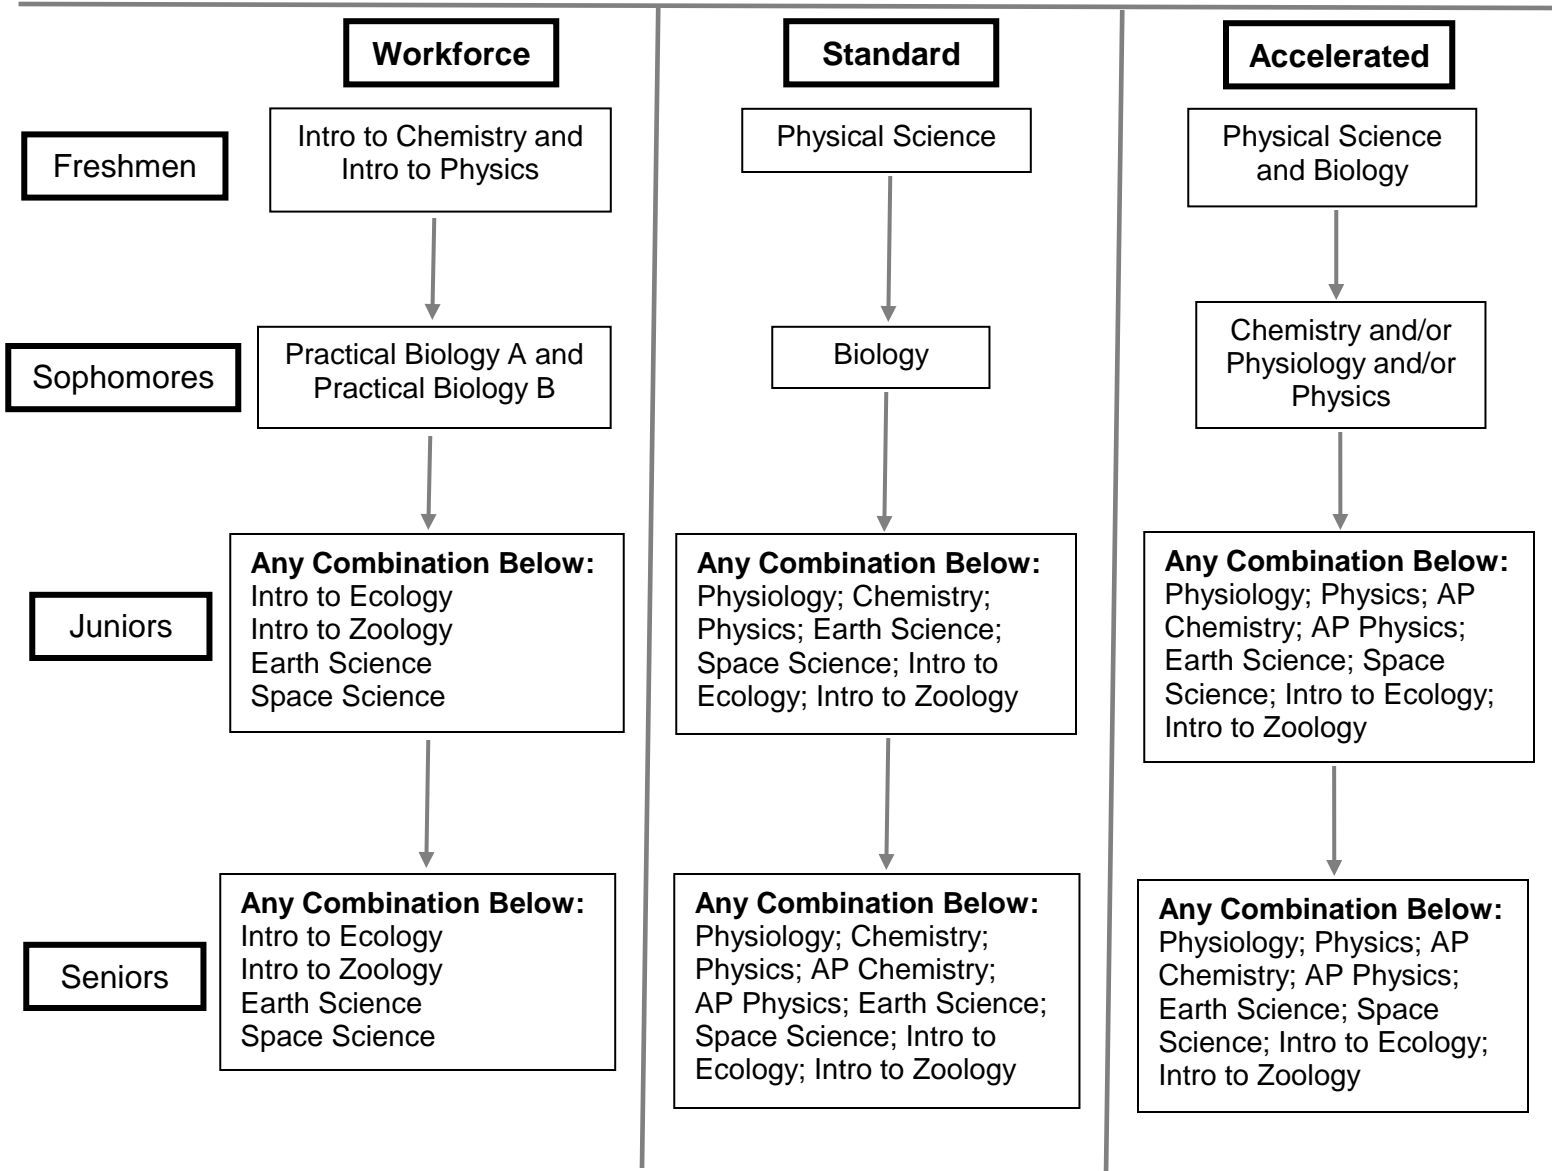 Workforce
Standard
Accelerated
Freshmen
Intro to Chemistry and
Intro to Physics
Physical Science
Physical Science
and Biology
Sophomores
Practical Biology A and
Practical Biology B
Biology
Chemistry and/or
Physiology and/or
Physics
Juniors
Any Combination Below:
Intro to Ecology
Intro to Zoology
Earth Science
Space Science
Any Combination Below:
Physiology; Chemistry;
Physics; Earth Science;
Space Science; Intro to
Ecology; Intro to Zoology
Any Combination Below:
Physiology; Physics; AP
Chemistry; AP Physics;
Earth Science; Space
Science; Intro to Ecology;
Intro to Zoology
Seniors
Any Combination Below:
Intro to Ecology
Intro to Zoology
Earth Science
Space Science
Any Combination Below:
Physiology; Chemistry;
Physics; AP Chemistry;
AP Physics; Earth Science;
Space Science; Intro to
Ecology; Intro to Zoology
Any Combination Below:
Physiology; Physics; AP
Chemistry; AP Physics;
Earth Science; Space
Science; Intro to Ecology;
Intro to Zoology